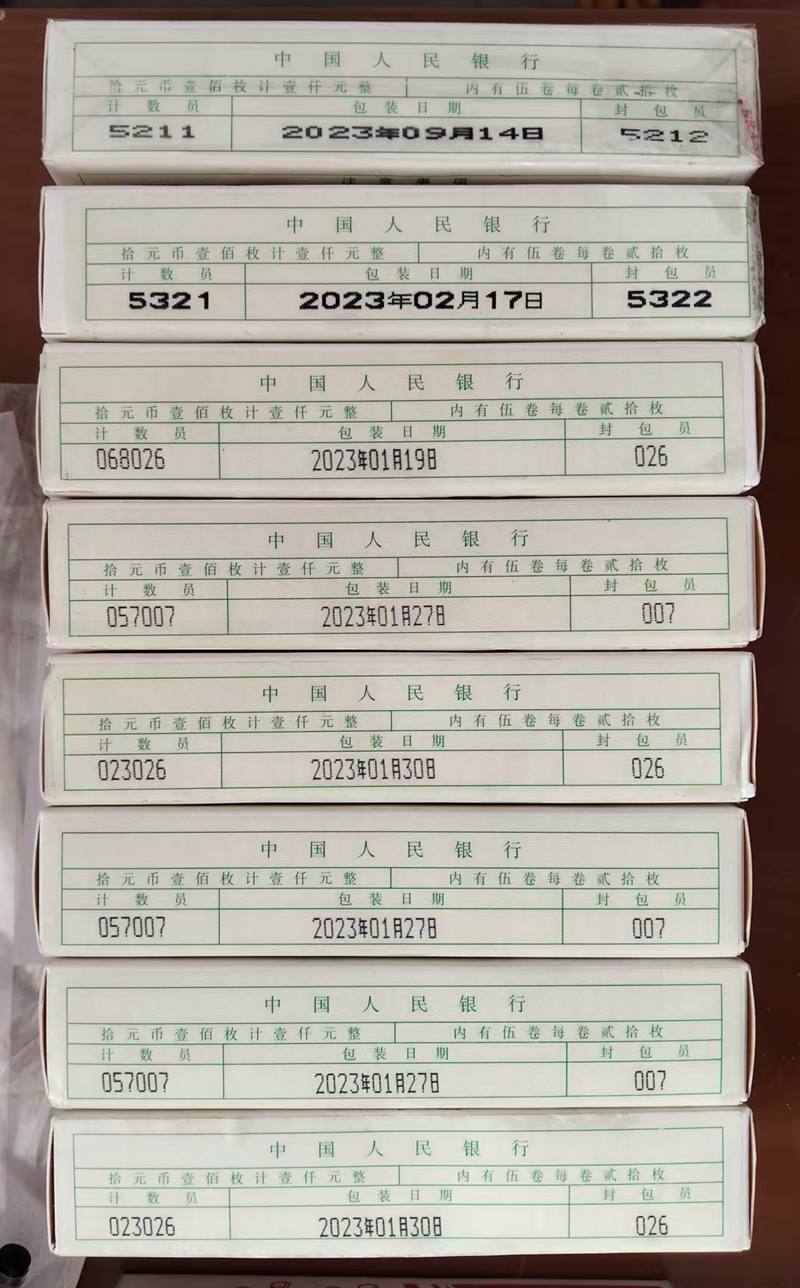 中国人民银行
拾元币壹佰枚计壹仟元整 内有伍卷每卷贰拾枚
计数员 包装日期 封包员
5211 2023年09月14日 5212
注意事项
中国人民银行
拾元币壹佰枚计壹仟元整 内有伍卷每卷贰拾枚
计数员 包装日期 封包员
5321 2023年02月17日 5322
中国人民银行
拾元币壹佰枚计壹仟元整 内有伍卷每卷贰拾枚
计数员 包装日期 封包员
068026 2023年01月19日 026
中国人民银行
拾元币壹佰枚计壹仟元整 内有伍卷每卷贰拾枚
计数员 包装日期 封包员
057007 2023年01月27日 007
中国人民银行
拾元币壹佰枚计壹仟元整 内有伍卷每卷贰拾枚
计数员 包装日期 封包员
023026 2023年01月30日 026
中国人民银行
拾元币壹佰枚计壹仟元整 内有伍卷每卷贰拾枚
计数员 包装日期 封包员
057007 2023年01月27日 007
中国人民银行
拾元币壹佰枚计壹仟元整 内有伍卷每卷贰拾枚
计数员 包装日期 封包员
057007 2023年01月27日 007
中国人民银行
拾元币壹佰枚计壹仟元整 内有伍卷每卷贰拾枚
计数员 包装日期 封包员
023026 2023年01月30日 026